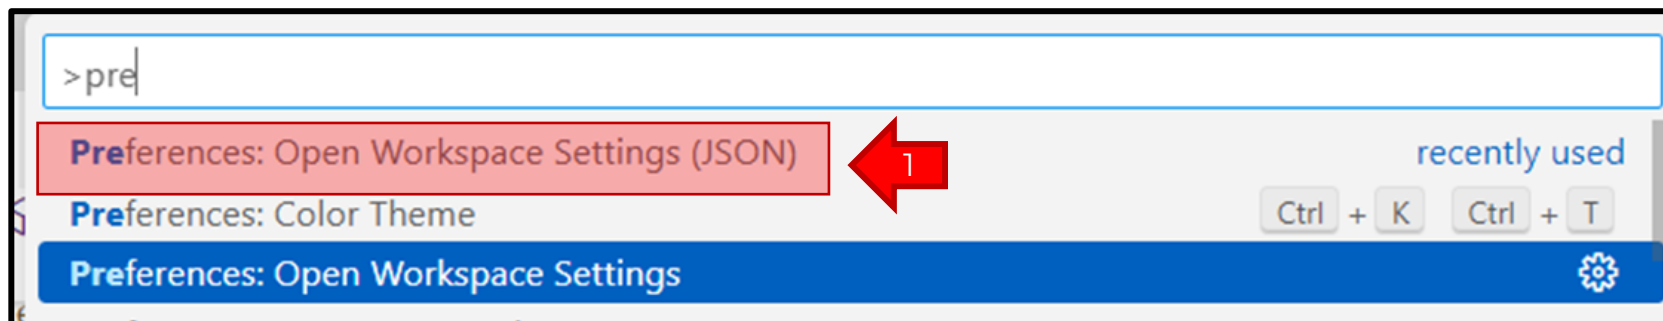 >pre
Preferences: Open Workspace Settings (JSON)
1
recently used
Preferences: Color Theme
Ctrl + K Ctrl + T
Preferences: Open Workspace Settings